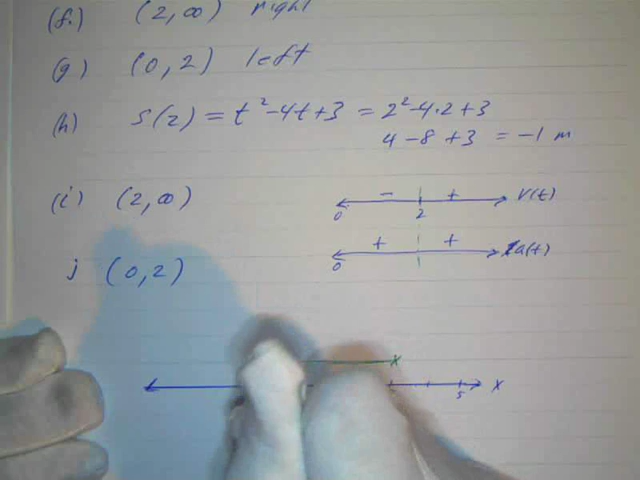 (f.) (2,∞) right
(g) (0,2) left
(h) S(2) = t²-4t+3 = 2²-4·2+3
4-8+3 = -1 m
(i) (2,∞)
- + V(t)
0 2
+ + a(t)
0
j (0,2)
x
5 X